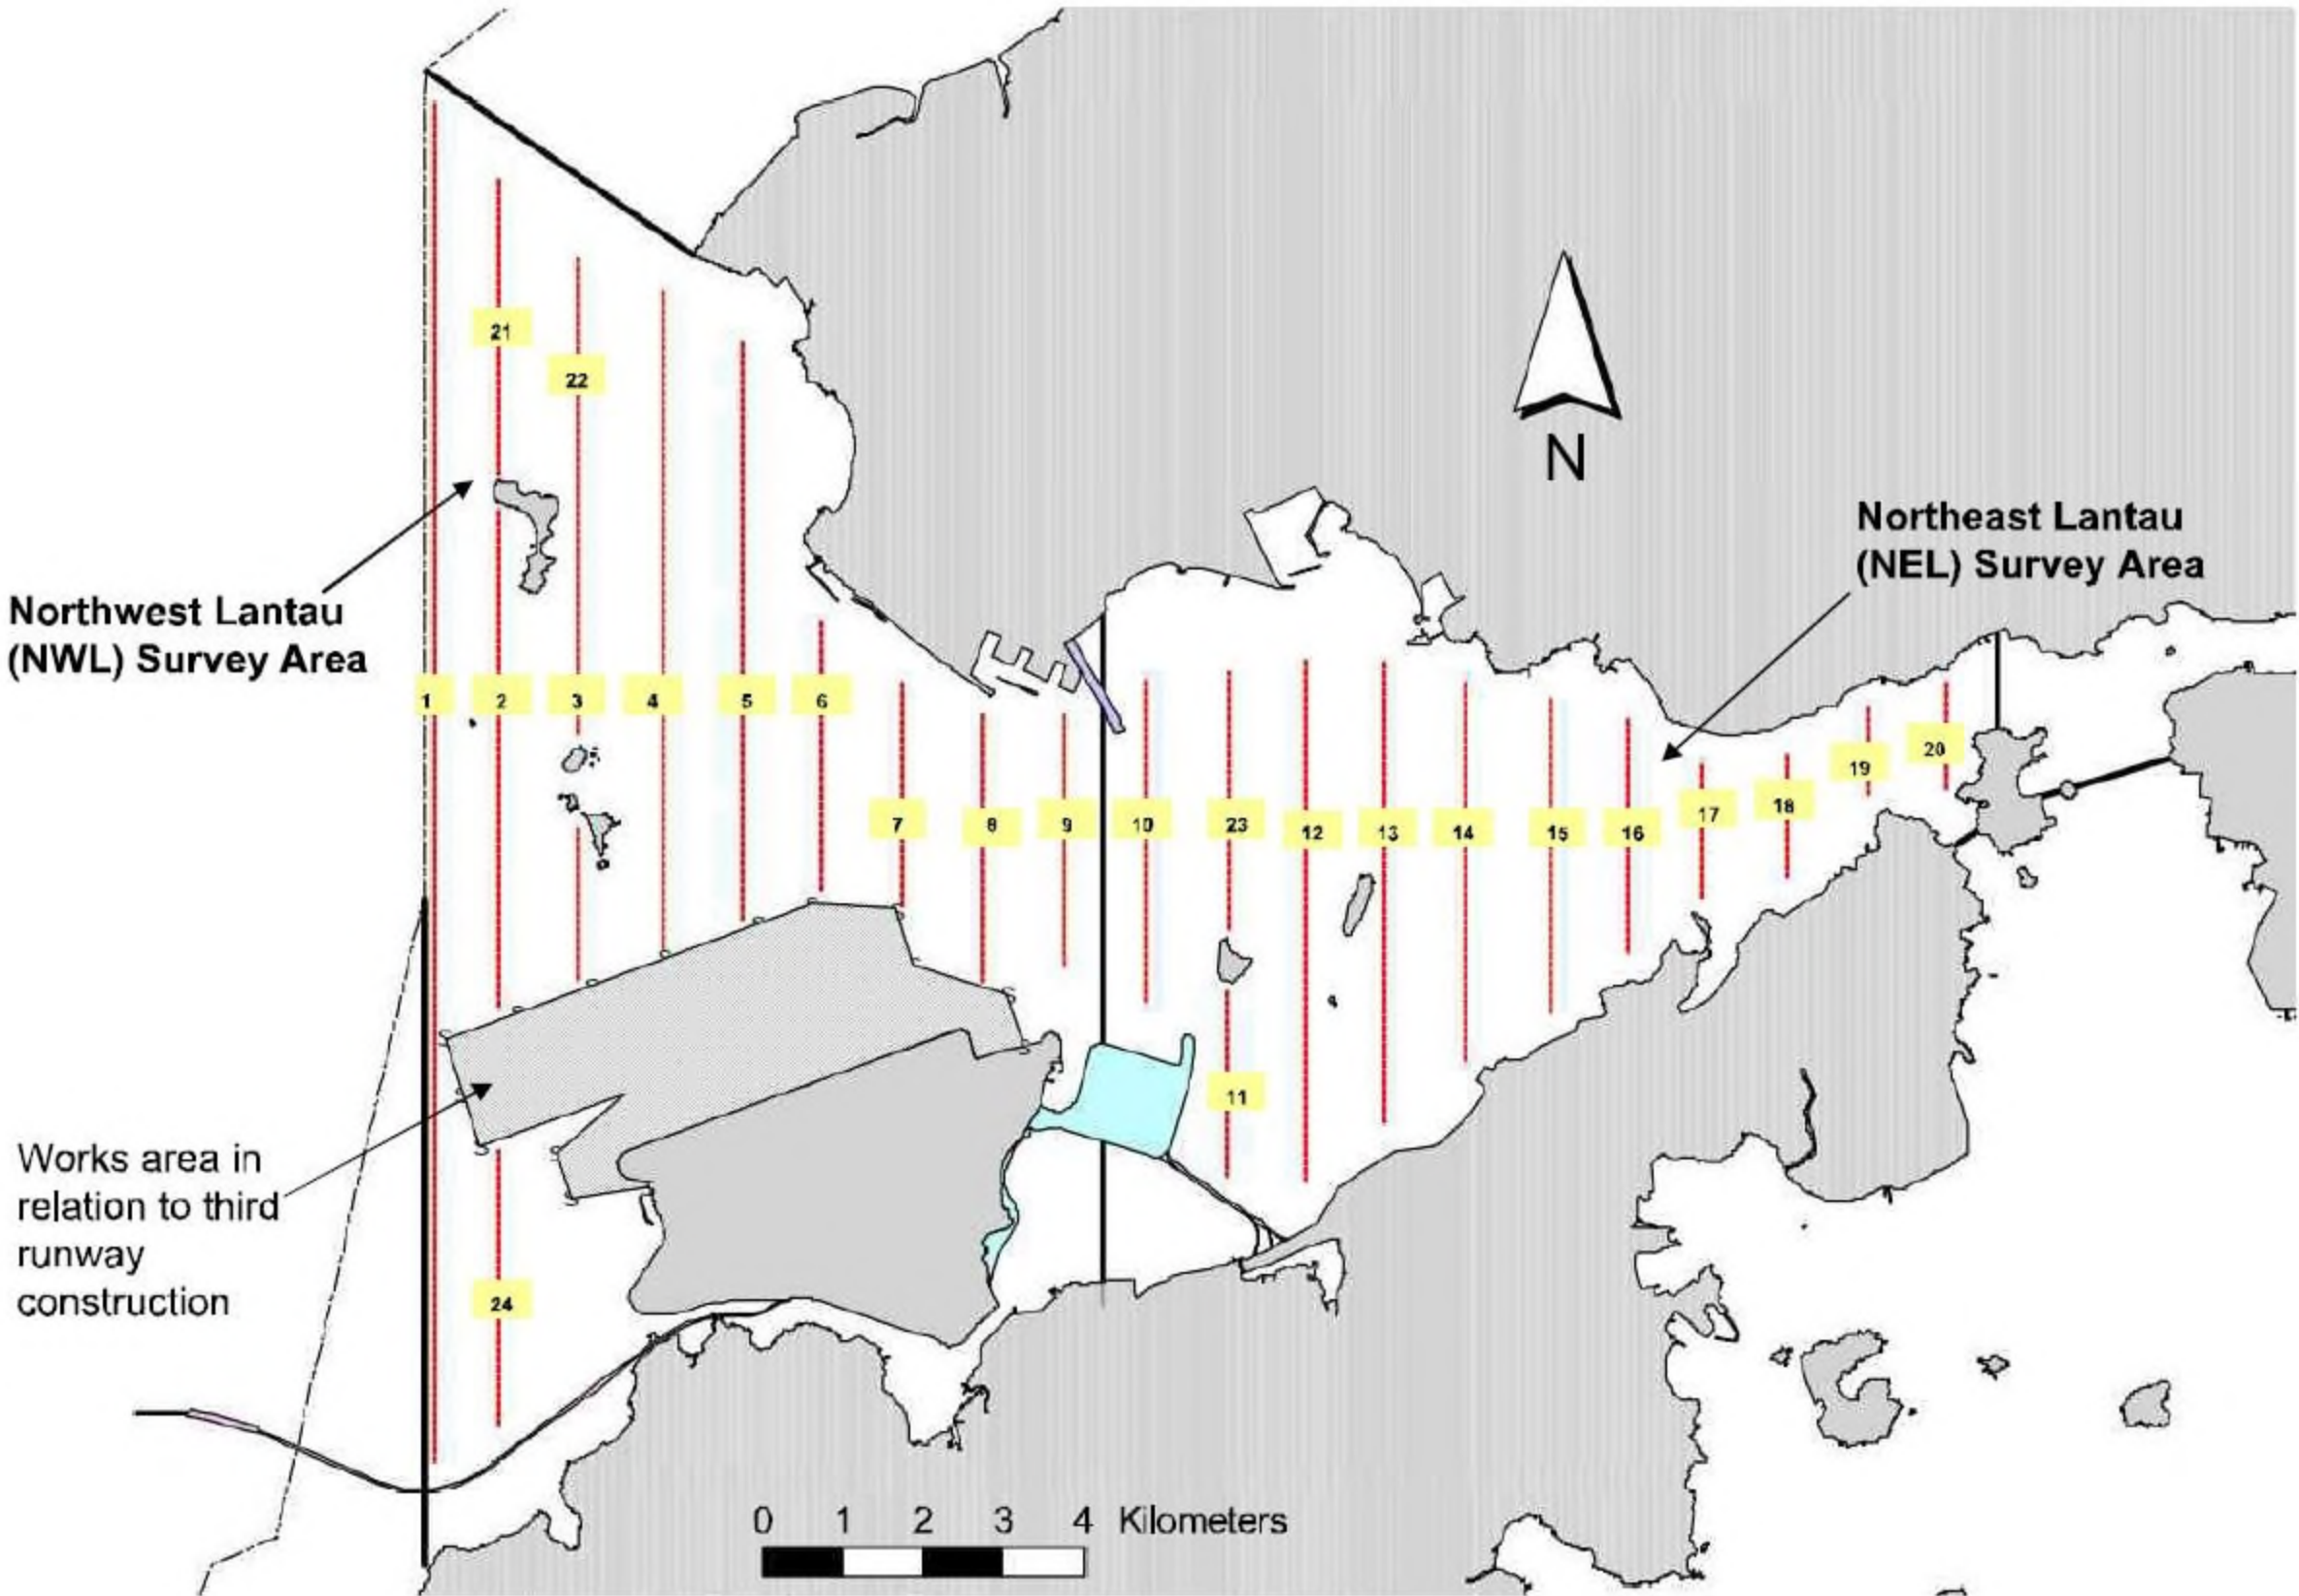 21
22
N
Northeast Lantau
(NEL) Survey Area
Northwest Lantau
(NWL) Survey Area
1 2 3 4 5 6
20
19
7 8 9 10 23 12 13 14 15 16 17 18
11
Works area in
relation to third
runway
construction
24
0 1 2 3 4 Kilometers